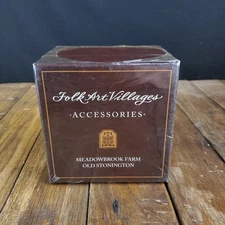 Folk Art Villages
·ACCESSORIES·
MEADOWBROOK FARM
OLD STONINGTON